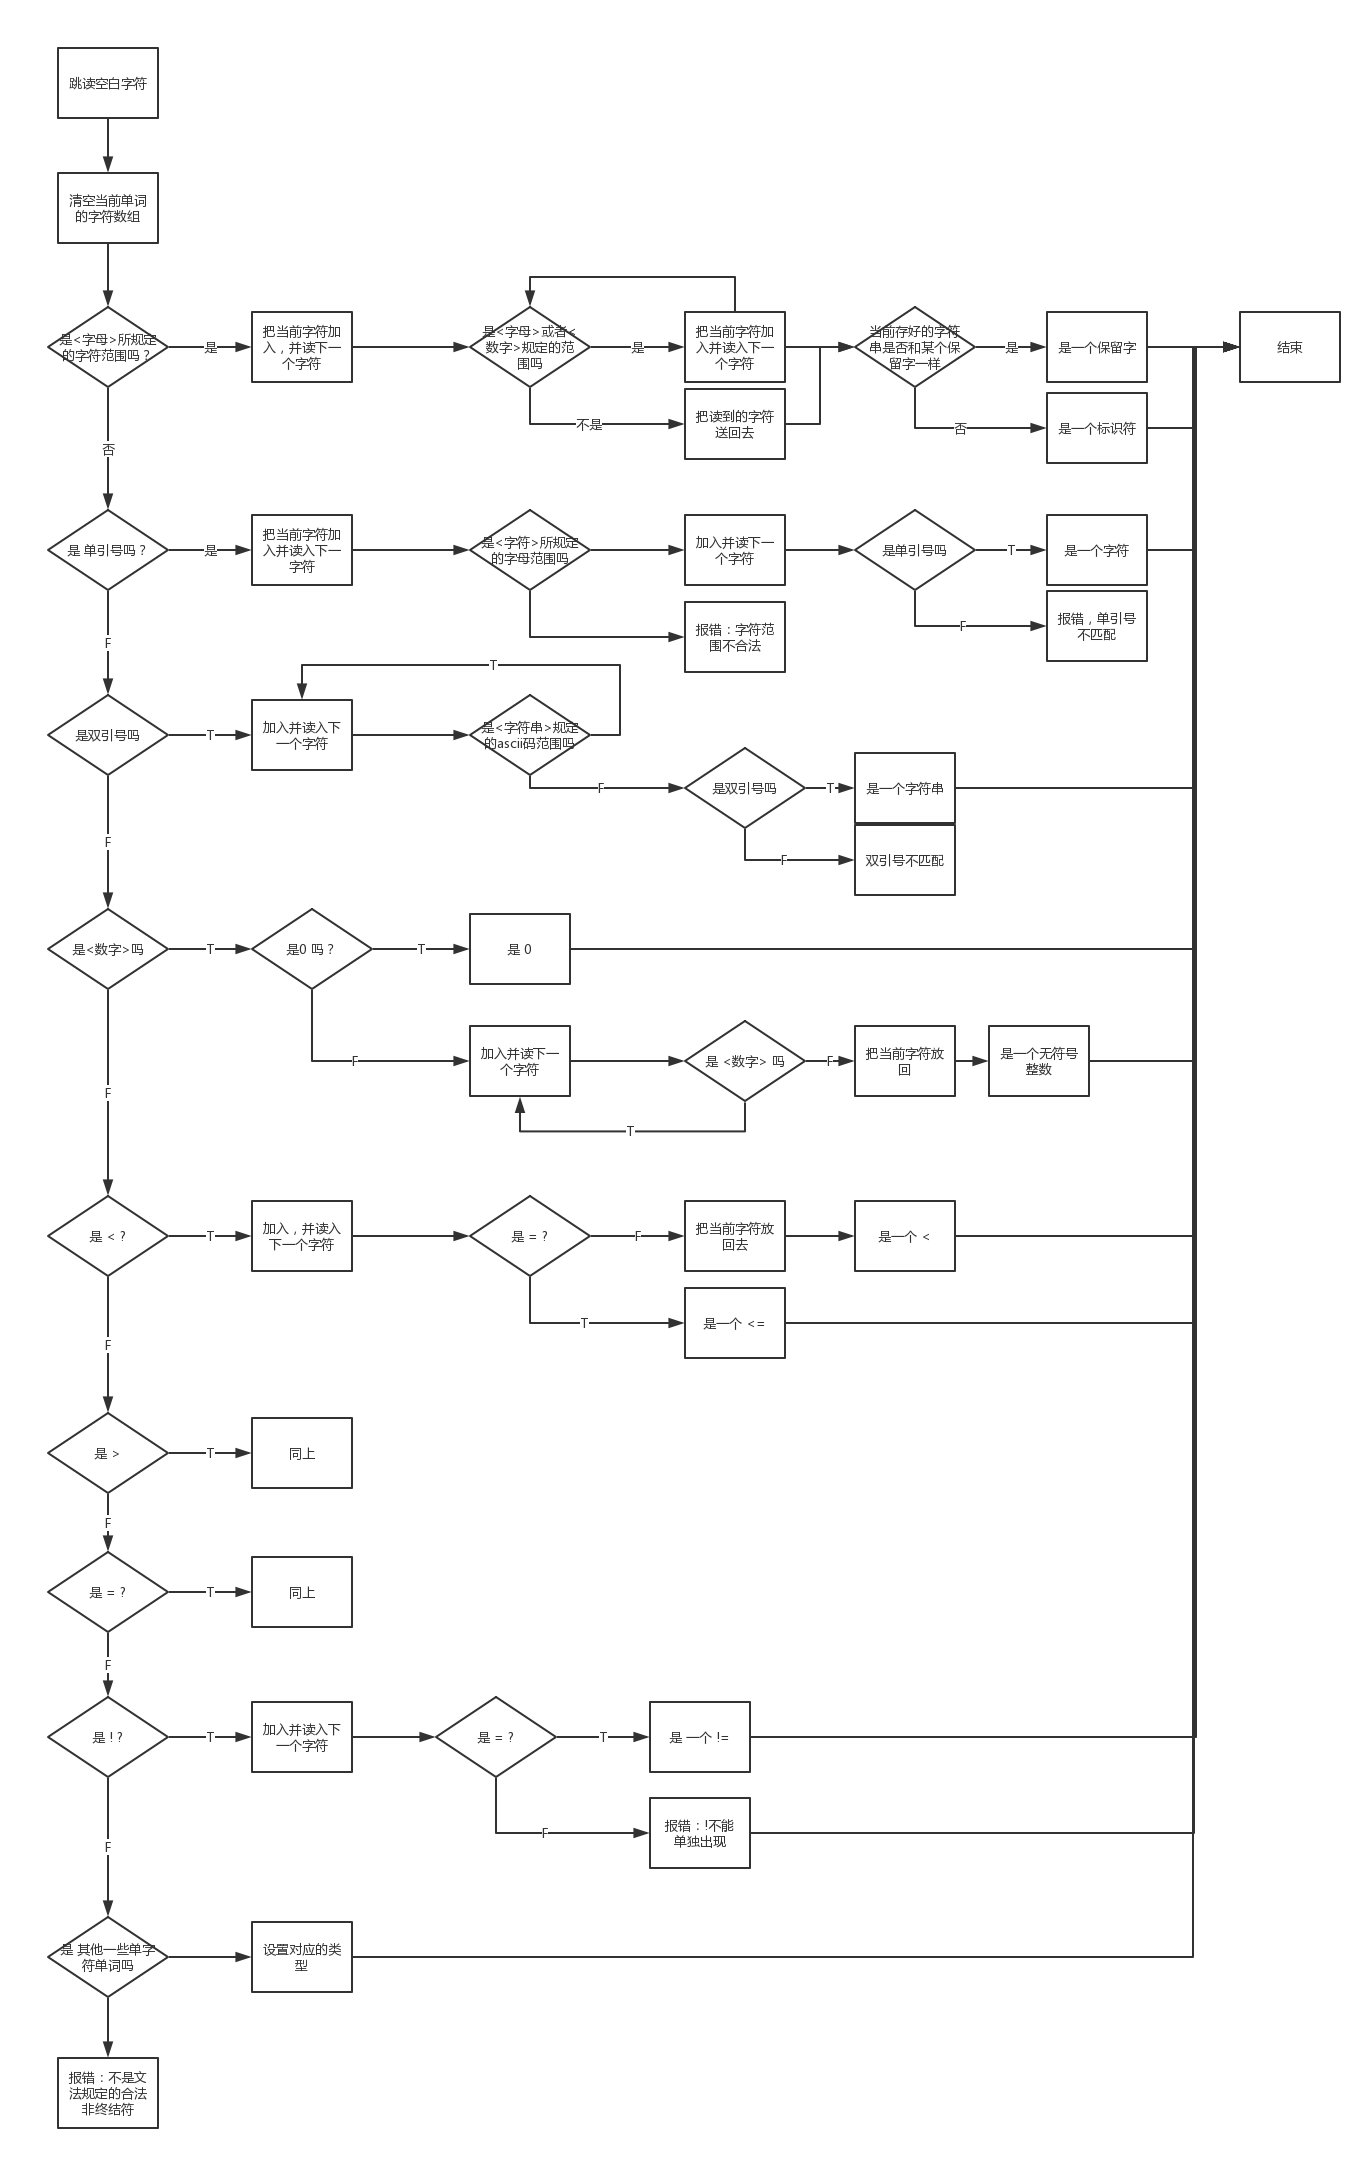 跳读空白字符
清空当前单词
的字符数组
是<字母>所规定
的字符范围吗？
是
把当前字符加
入，并读下一
个字符
是<字母>或者<
数字>规定的范
围吗
是
把当前字符加
入并读入下一
个字符
当前存好的字符
串是否和某个保
留字一样
是
是一个保留字
结束
不是
把读到的字符
送回去
否
是一个标识符
否
是 单引号吗？
是
把当前字符加
入并读入下一
字符
是<字符>所规定
的字母范围吗
加入并读下一
个字符
是单引号吗
T
是一个字符
报错：字符范
围不合法
F
报错，单引号
不匹配
F
T
是双引号吗
T
加入并读入下
一个字符
是<字符串>规定
的ascii码范围吗
F
是双引号吗
T
是一个字符串
F
双引号不匹配
F
是<数字>吗
T
是0 吗？
T
是 0
F
加入并读下一
个字符
是 <数字> 吗
F
把当前字符放
回
是一个无符号
整数
T
F
是 < ?
T
加入，并读入
下一个字符
是 = ?
F
把当前字符放
回去
是一个 <
T
是一个 <=
F
是 >
T
同上
F
是 = ?
T
同上
F
是 ! ?
T
加入并读入下
一个字符
是 = ?
T
是 一个 !=
F
报错：!不能
单独出现
F
是 其他一些单字
符单词吗
设置对应的类
型
报错：不是文
法规定的合法
非终结符